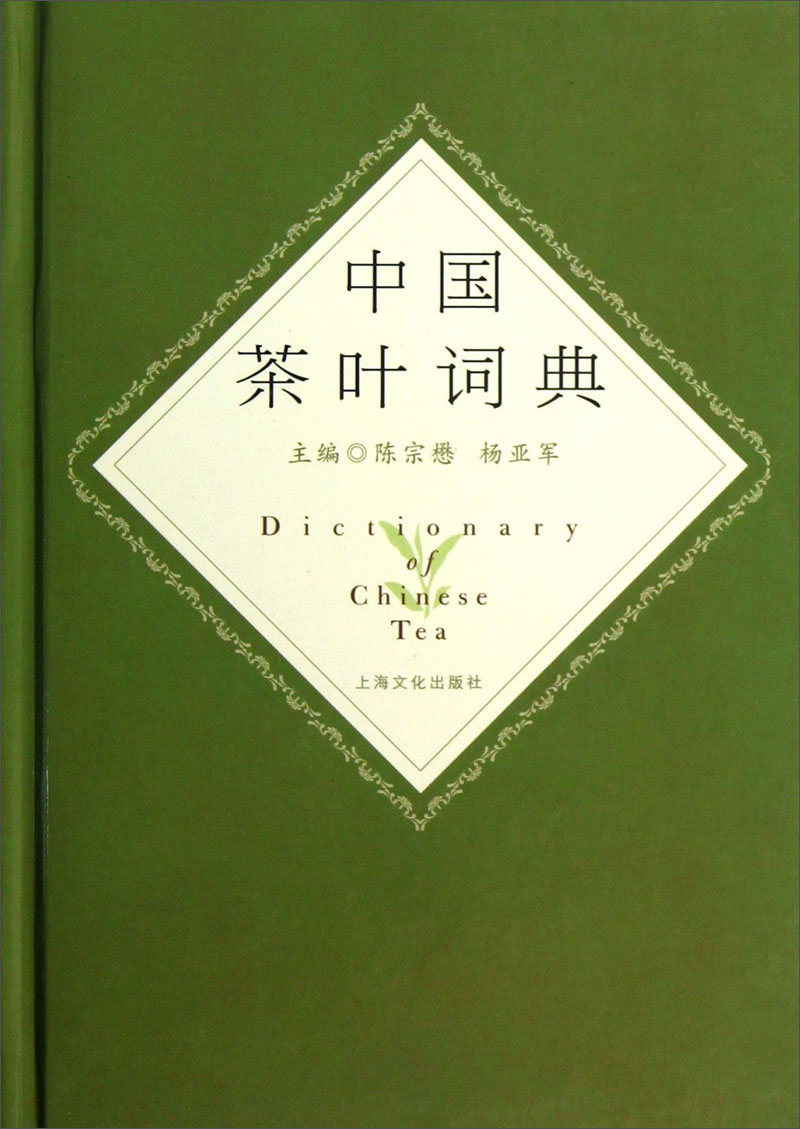 中国
茶叶词典
主编◎陈宗懋 杨亚军
Dictionary
of
Chinese
Tea
上海文化出版社